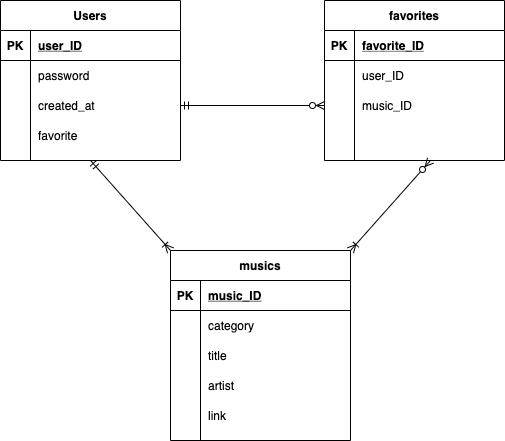 Users
PK user_ID
password
created_at
favorite
favorites
PK favorite_ID
user_ID
music_ID
musics
PK music_ID
category
title
artist
link